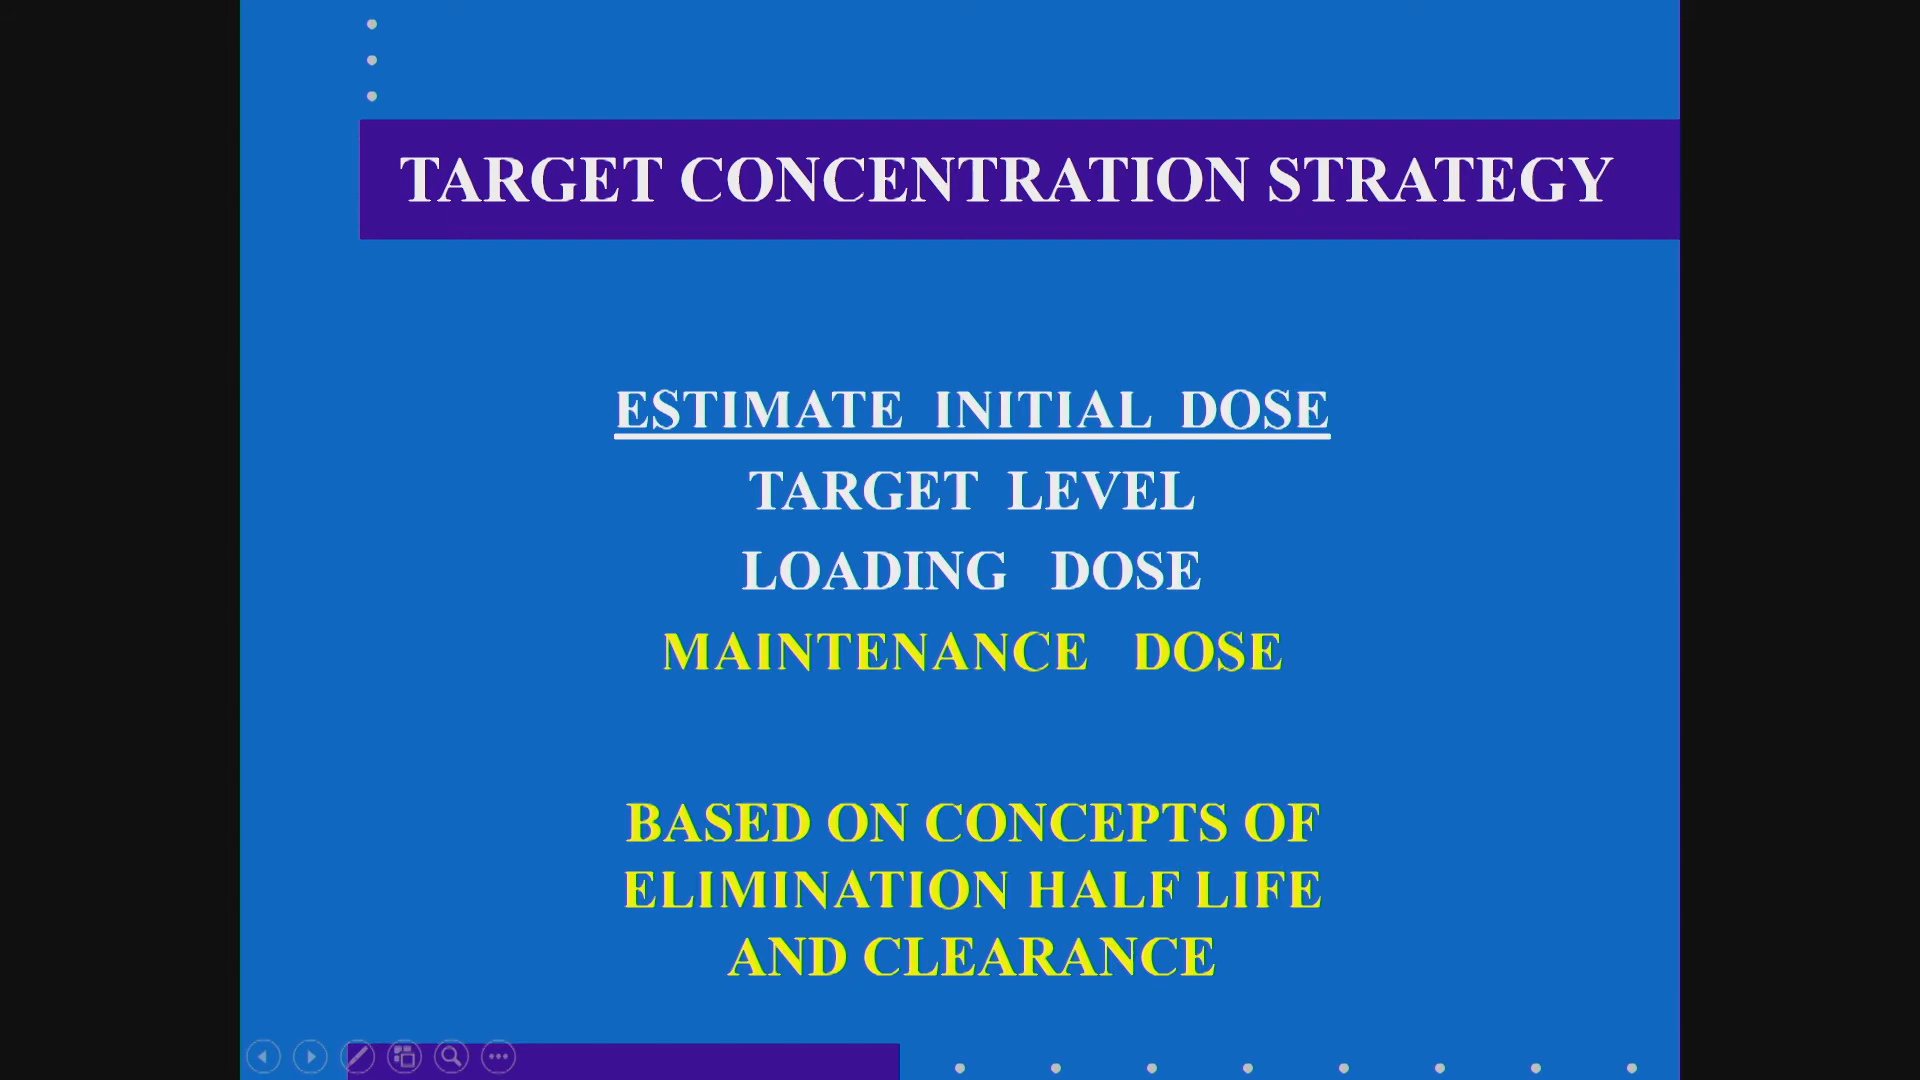 TARGET CONCENTRATION STRATEGY
ESTIMATE INITIAL DOSE
TARGET LEVEL
LOADING DOSE
MAINTENANCE DOSE
BASED ON CONCEPTS OF
ELIMINATION HALF LIFE
AND CLEARANCE